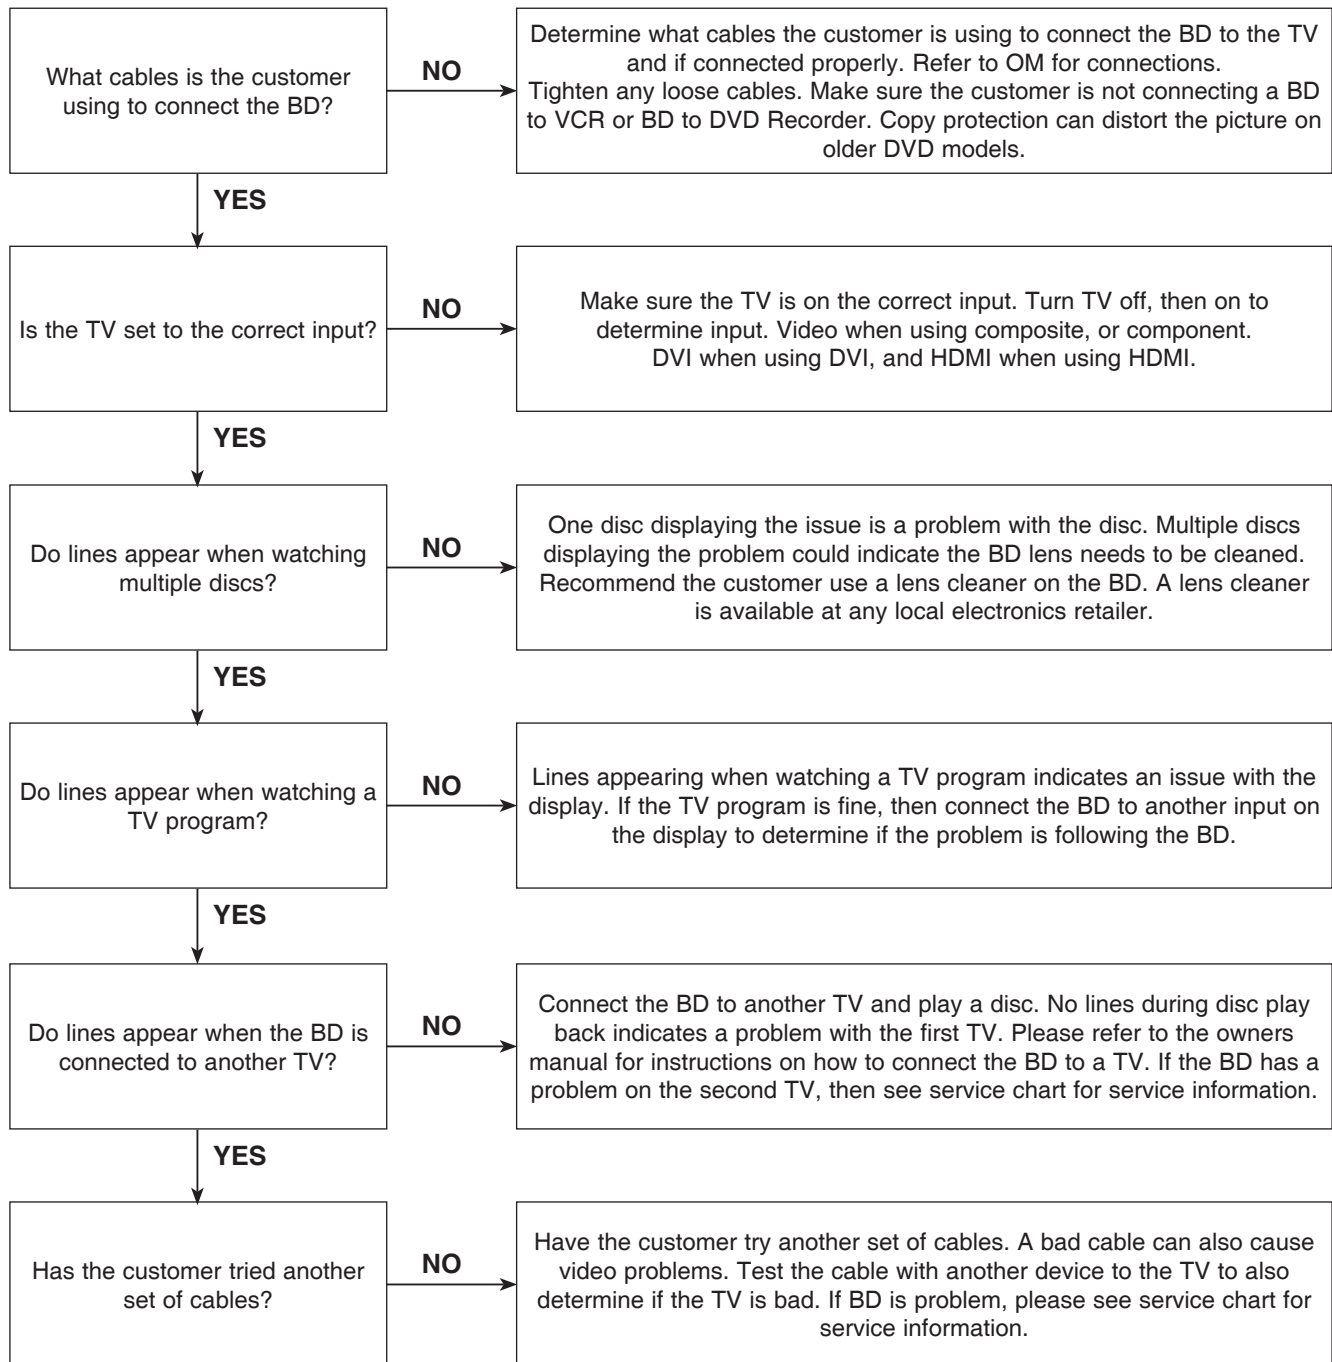 What cables is the customer
using to connect the BD?
NO
Determine what cables the customer is using to connect the BD to the TV
and if connected properly. Refer to OM for connections.
Tighten any loose cables. Make sure the customer is not connecting a BD
to VCR or BD to DVD Recorder. Copy protection can distort the picture on
older DVD models.
YES
Is the TV set to the correct input?
NO
Make sure the TV is on the correct input. Turn TV off, then on to
determine input. Video when using composite, or component.
DVI when using DVI, and HDMI when using HDMI.
YES
Do lines appear when watching
multiple discs?
NO
One disc displaying the issue is a problem with the disc. Multiple discs
displaying the problem could indicate the BD lens needs to be cleaned.
Recommend the customer use a lens cleaner on the BD. A lens cleaner
is available at any local electronics retailer.
YES
Do lines appear when watching a
TV program?
NO
Lines appearing when watching a TV program indicates an issue with the
display. If the TV program is fine, then connect the BD to another input on
the display to determine if the problem is following the BD.
YES
Do lines appear when the BD is
connected to another TV?
NO
Connect the BD to another TV and play a disc. No lines during disc play
back indicates a problem with the first TV. Please refer to the owners
manual for instructions on how to connect the BD to a TV. If the BD has a
problem on the second TV, then see service chart for service information.
YES
Has the customer tried another
set of cables?
NO
Have the customer try another set of cables. A bad cable can also cause
video problems. Test the cable with another device to the TV to also
determine if the TV is bad. If BD is problem, please see service chart for
service information.